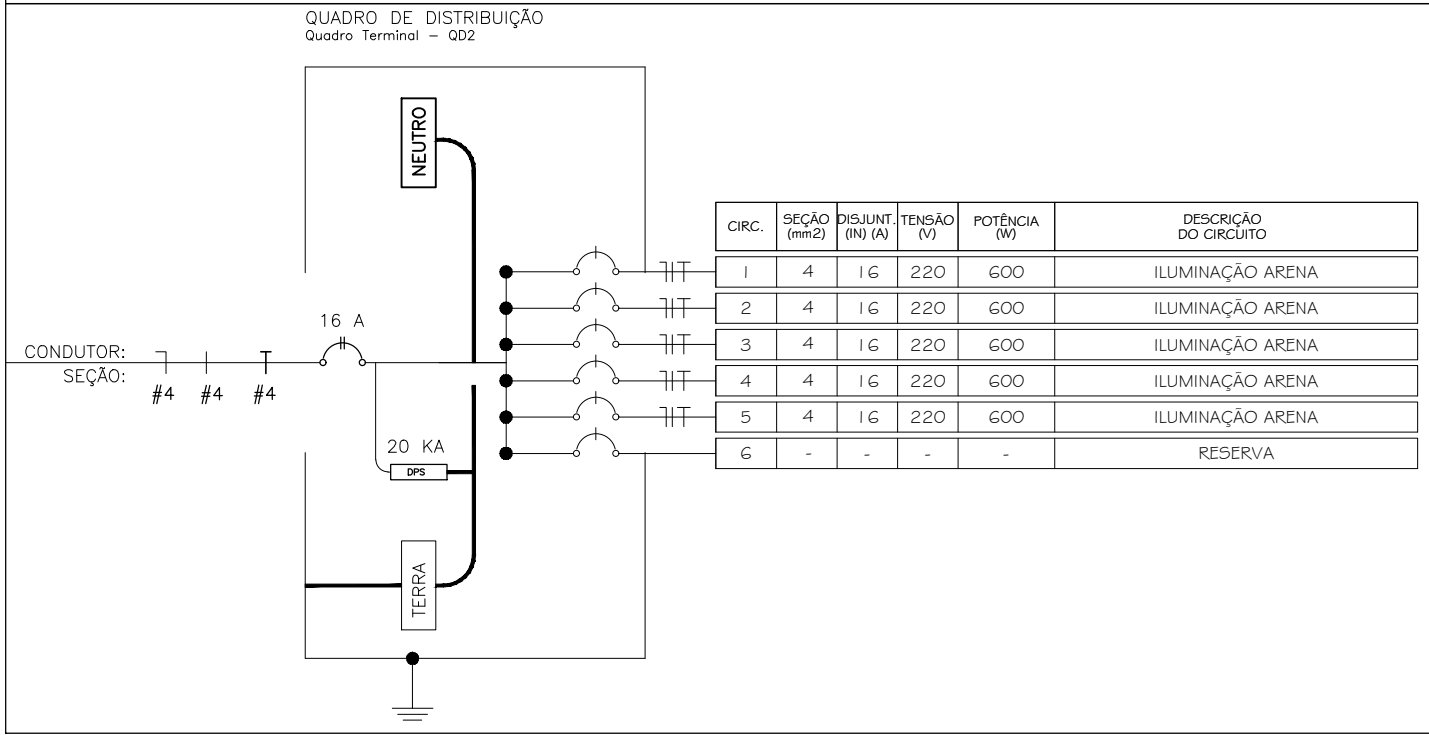 QUADRO DE DISTRIBUIÇÃO
Quadro Terminal - QD2
NEUTRO
16 A
CONDUTOR:
SEÇÃO:
#4 #4 #4
20 KA
DPS
TERRA
CIRC. SEÇÃO (mm2) DISJUNT. (IN) (A) TENSÃO (V) POTÊNCIA (W) DESCRIÇÃO DO CIRCUITO
1 4 16 220 600 ILUMINAÇÃO ARENA
2 4 16 220 600 ILUMINAÇÃO ARENA
3 4 16 220 600 ILUMINAÇÃO ARENA
4 4 16 220 600 ILUMINAÇÃO ARENA
5 4 16 220 600 ILUMINAÇÃO ARENA
6 - - - - RESERVA